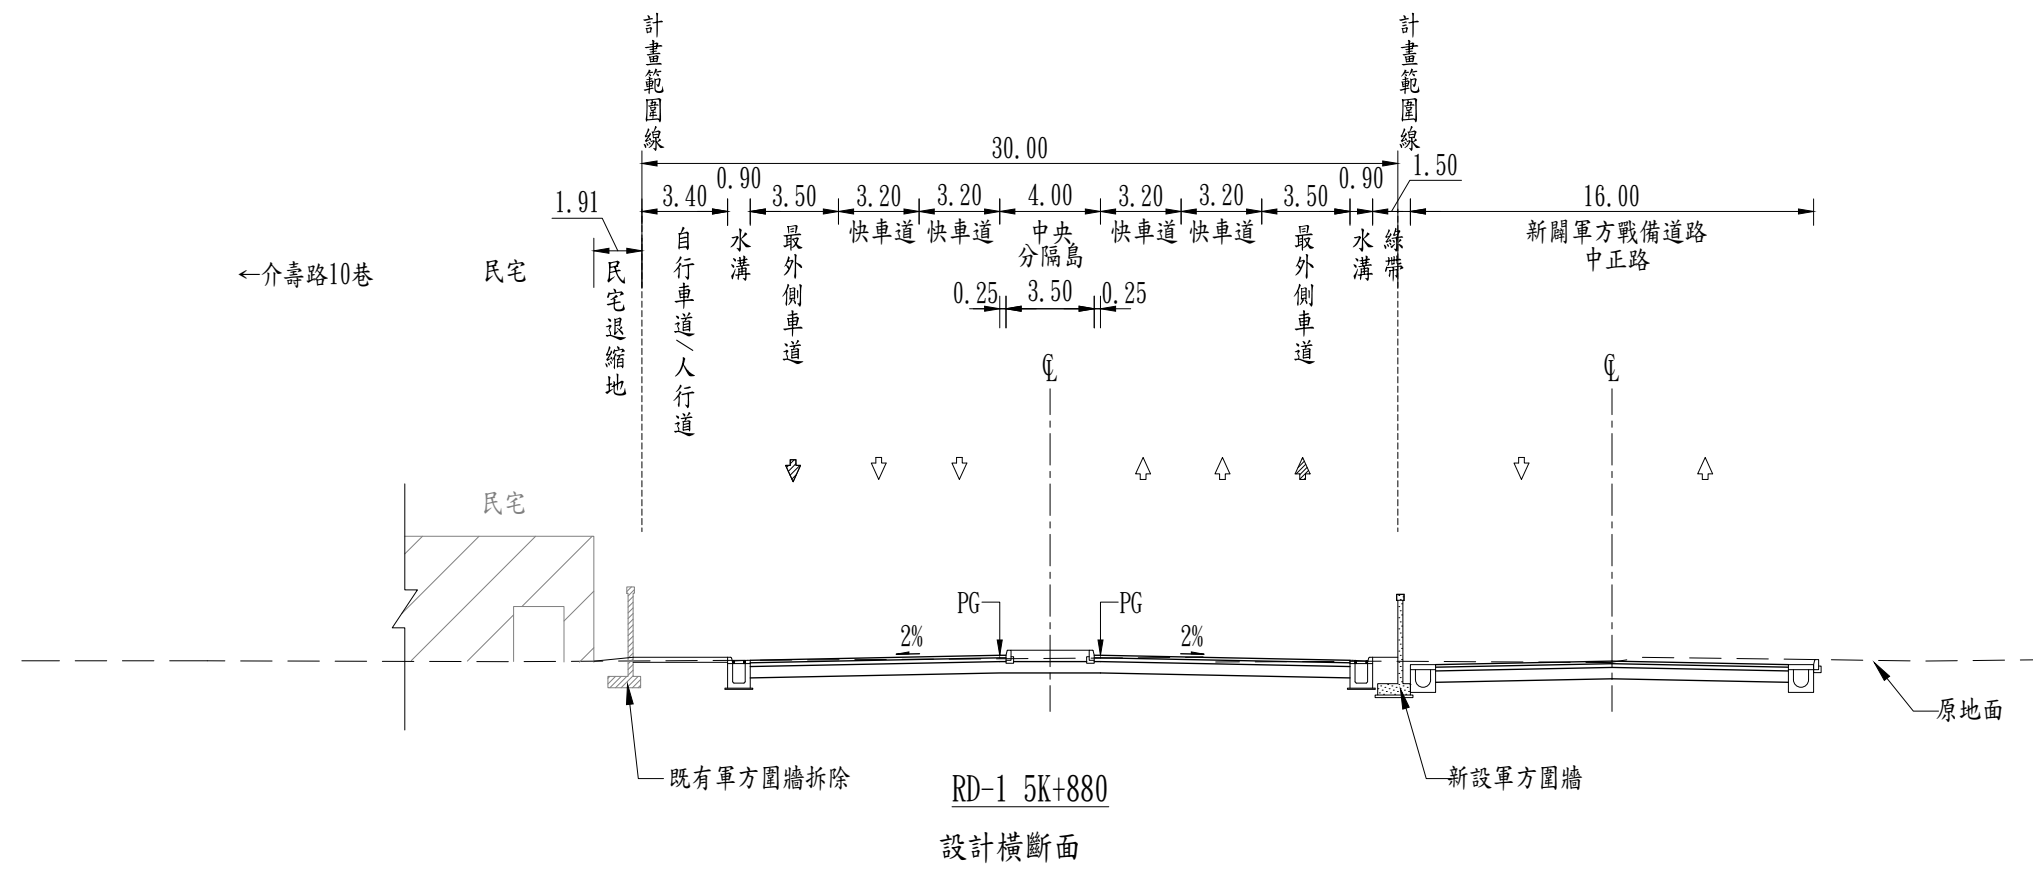 計畫範圍線
計畫範圍線
30.00
1.91
3.40
0.90
3.50
3.20
3.20
4.00
3.20
3.20
3.50
0.90
1.50
16.00
←介壽路10巷
民宅
民宅退縮地
自行車道/人行道
水溝
最外側車道
快車道
快車道
中央
分隔島
快車道
快車道
最外側車道
水溝
綠帶
新闢軍方戰備道路
中正路
0.25
3.50
0.25
℄
℄
民宅
PG
PG
2%
2%
原地面
既有軍方圍牆拆除
新設軍方圍牆
RD-1 5K+880
設計橫斷面